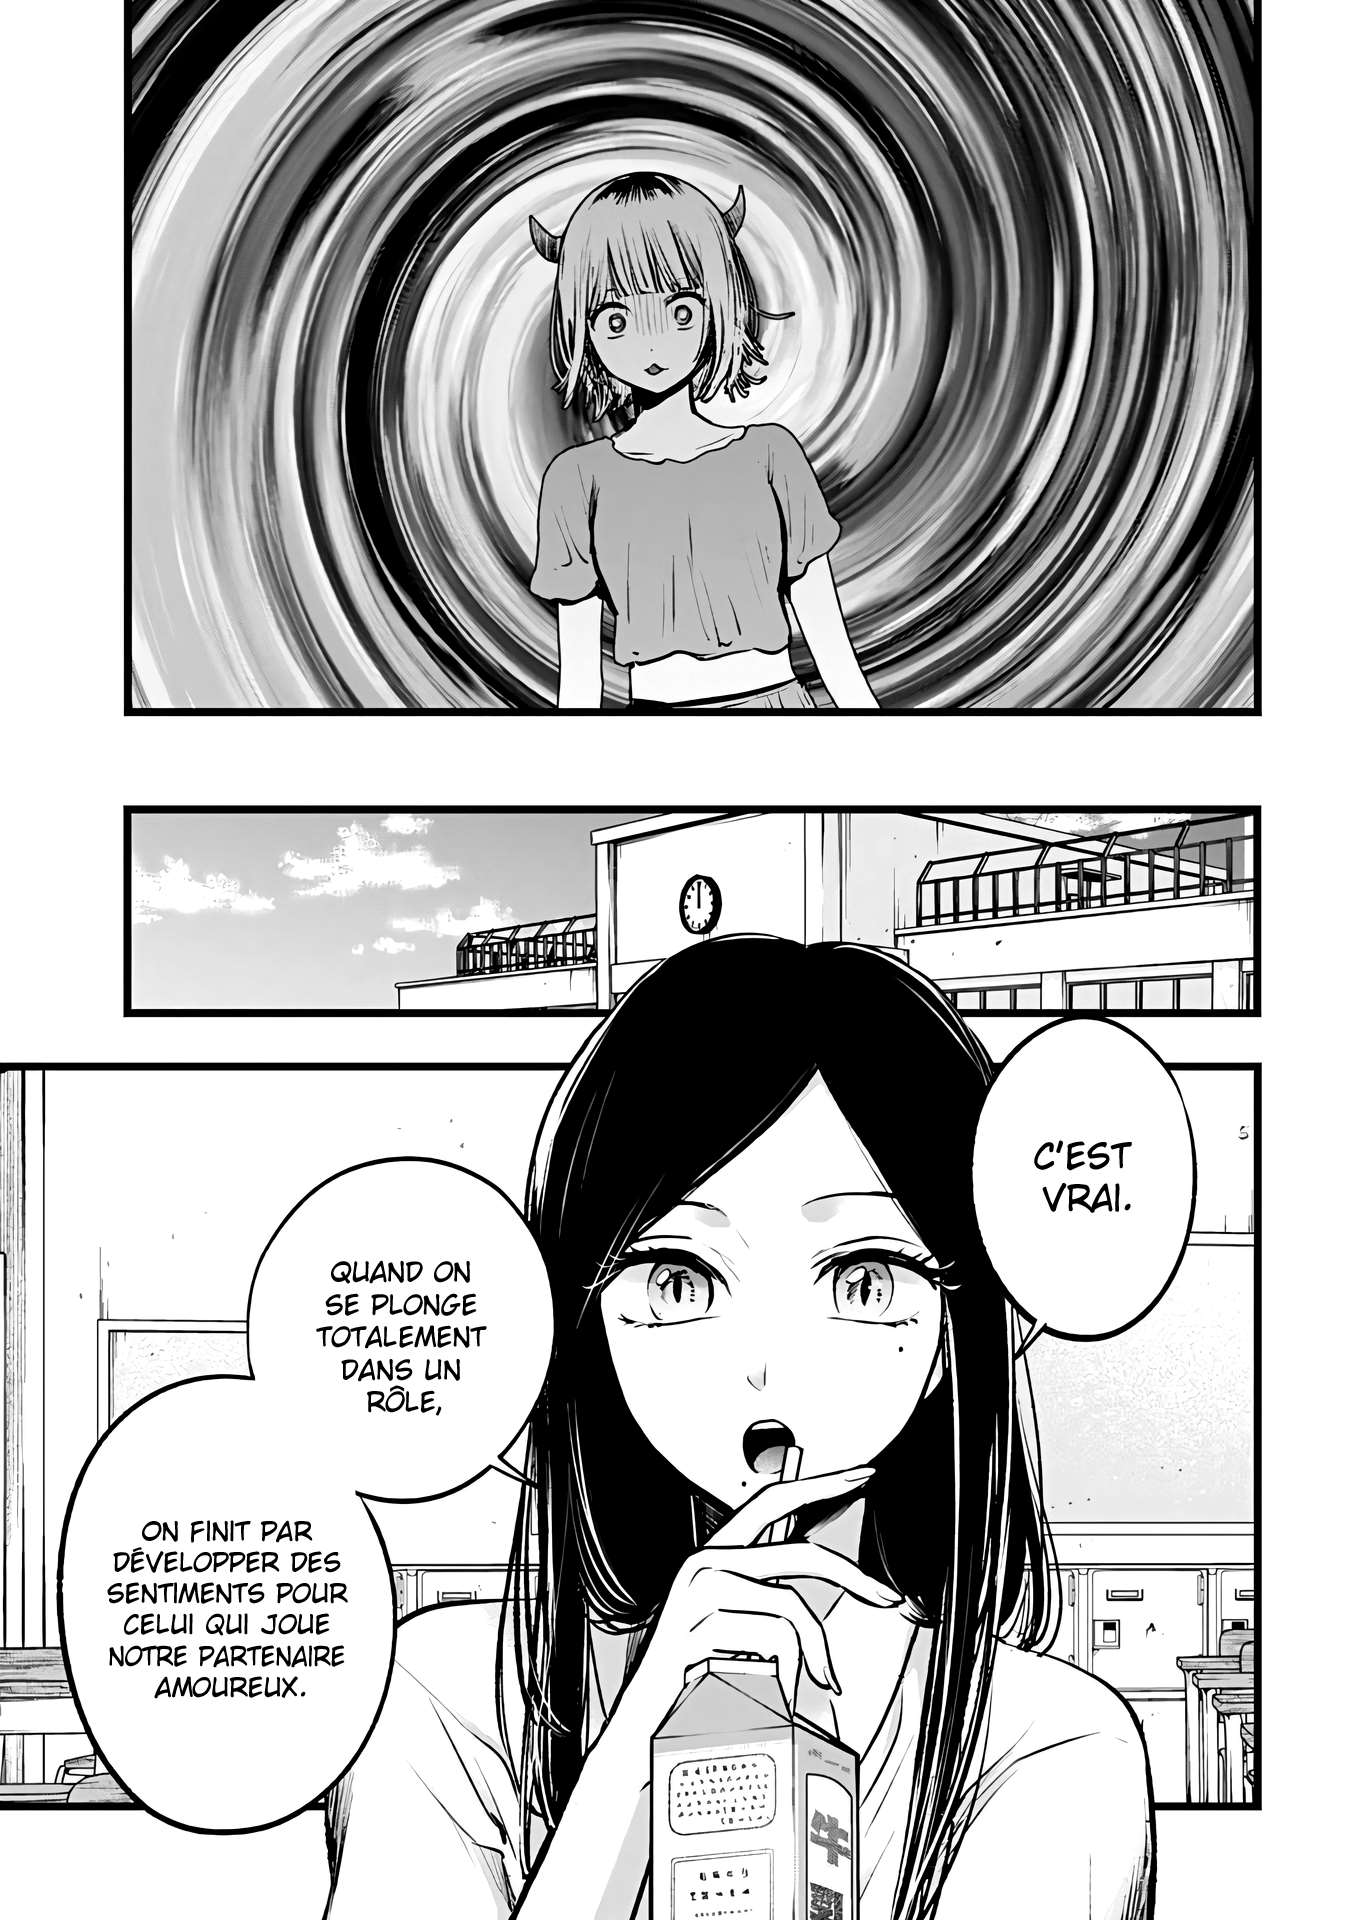 C'EST
VRAI.
QUAND ON
SE PLONGE
TOTALEMENT
DANS UN
RÔLE,
ON FINIT PAR
DÉVELOPPER DES
SENTIMENTS POUR
CELUI QUI JOUE
NOTRE PARTENAIRE
AMOUREUX.
牛